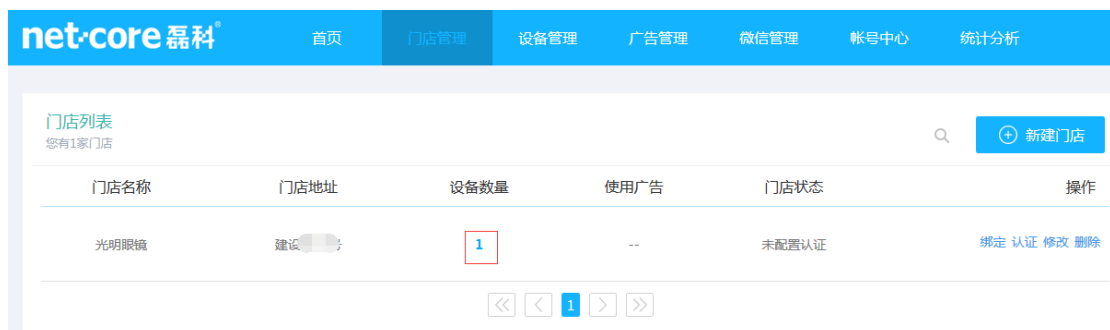 net·core 磊科® 首页 门店管理 设备管理 广告管理 微信管理 帐号中心 统计分析
门店列表
您有1家门店
新建门店
门店名称 门店地址 设备数量 使用广告 门店状态 操作
光明眼镜 建设 号 1 -- 未配置认证 绑定 认证 修改 删除
1